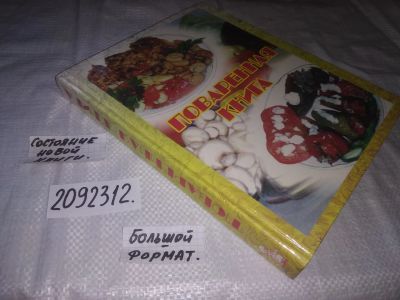 ПОВАРЕННАЯ
КНИГА
СОСТОЯНИЕ
НОВОЙ
КНИГИ.
2092312.
БОЛЬШОЙ
ФОРМАТ.